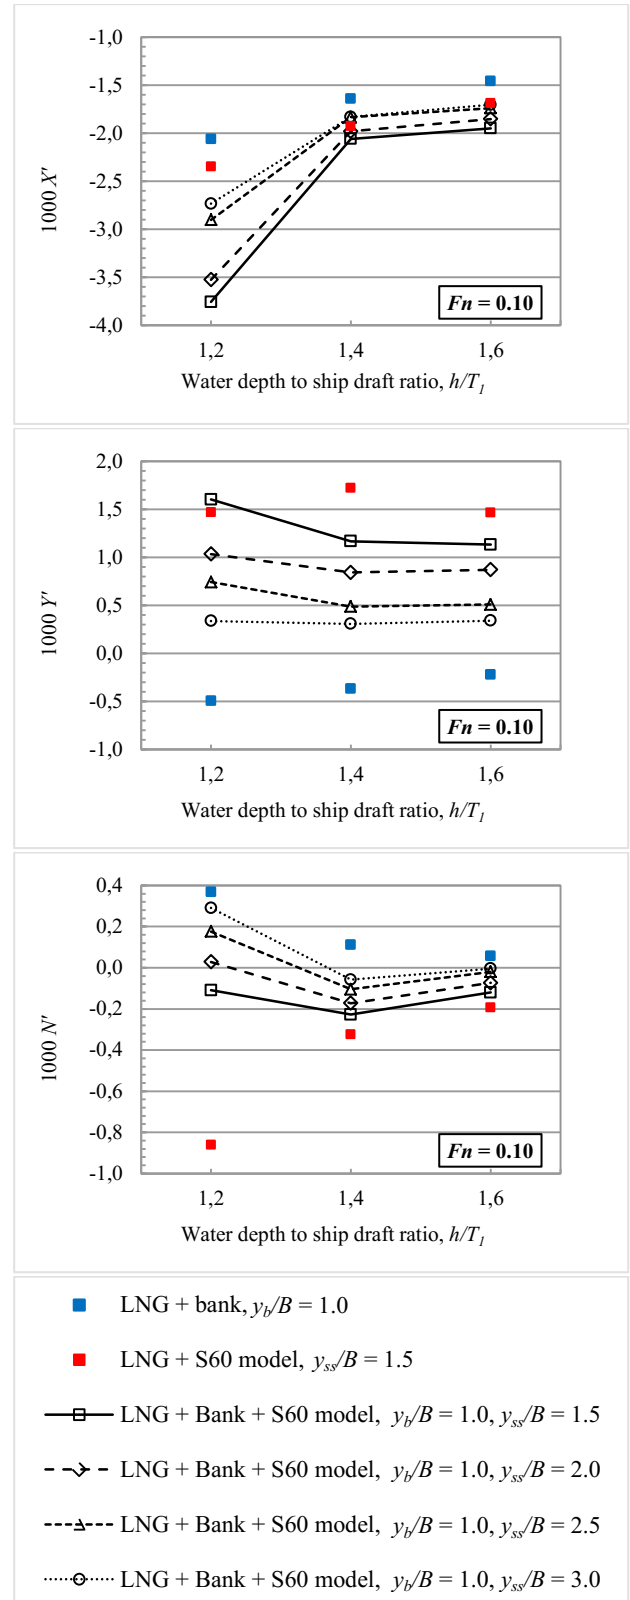 -1,0
-1,5
-2,0
-2,5
-3,0
-3,5
-4,0
1000 X'
Fn = 0.10
1,2 1,4 1,6
Water depth to ship draft ratio, h/T1
2,0
1,5
1,0
0,5
0,0
-0,5
-1,0
1000 Y'
Fn = 0.10
1,2 1,4 1,6
Water depth to ship draft ratio, h/T1
0,4
0,2
0,0
-0,2
-0,4
-0,6
-0,8
-1,0
1000 N'
Fn = 0.10
1,2 1,4 1,6
Water depth to ship draft ratio, h/T1
LNG + bank, yb/B = 1.0
LNG + S60 model, yss/B = 1.5
LNG + Bank + S60 model, yb/B = 1.0, yss/B = 1.5
LNG + Bank + S60 model, yb/B = 1.0, yss/B = 2.0
LNG + Bank + S60 model, yb/B = 1.0, yss/B = 2.5
LNG + Bank + S60 model, yb/B = 1.0, yss/B = 3.0